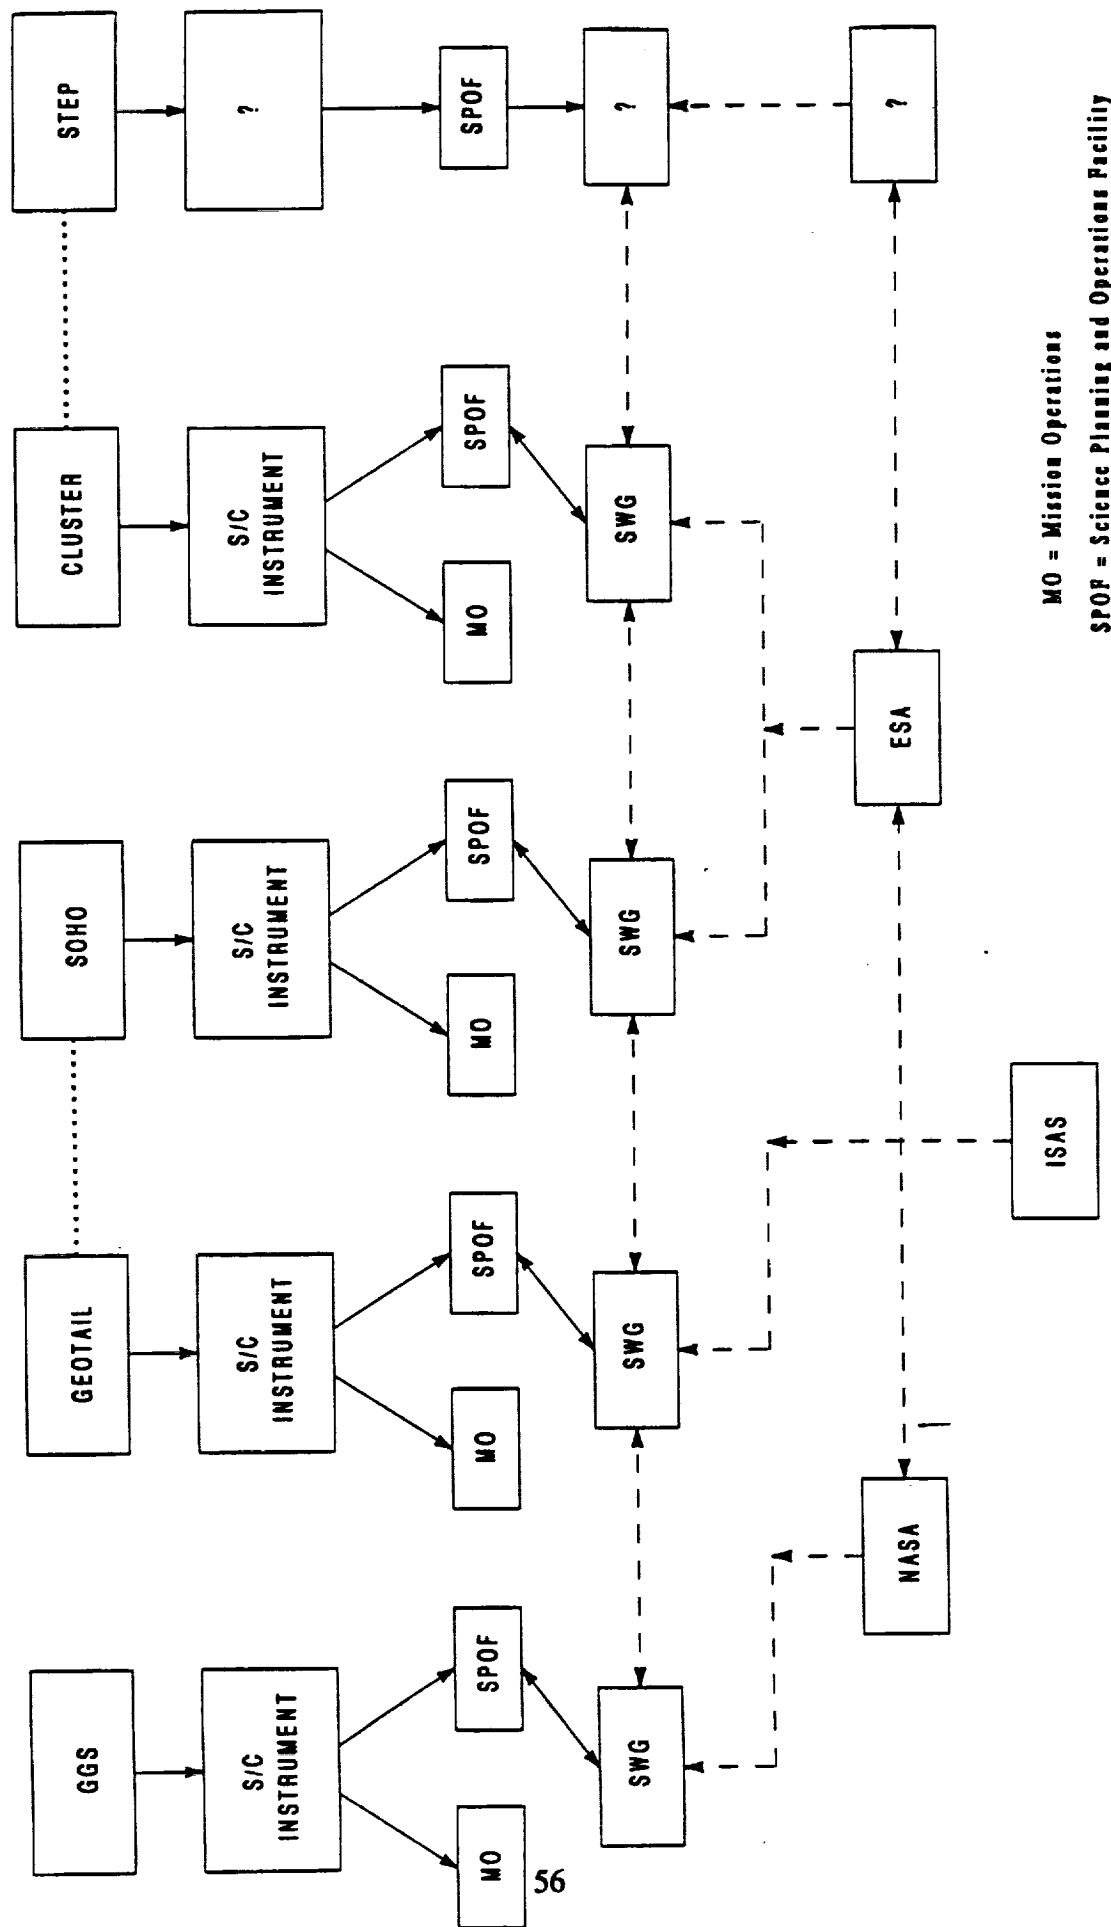 GGS
GEOTAIL
SOHO
CLUSTER
STEP
S/C
INSTRUMENT
S/C
INSTRUMENT
S/C
INSTRUMENT
S/C
INSTRUMENT
?
MO
SPOF
MO
SPOF
MO
SPOF
MO
SPOF
SPOF
SWG
SWG
SWG
SWG
?
NASA
ESA
?
ISAS
MO = Mission Operations
SPOF = Science Planning and Operations Facility
56